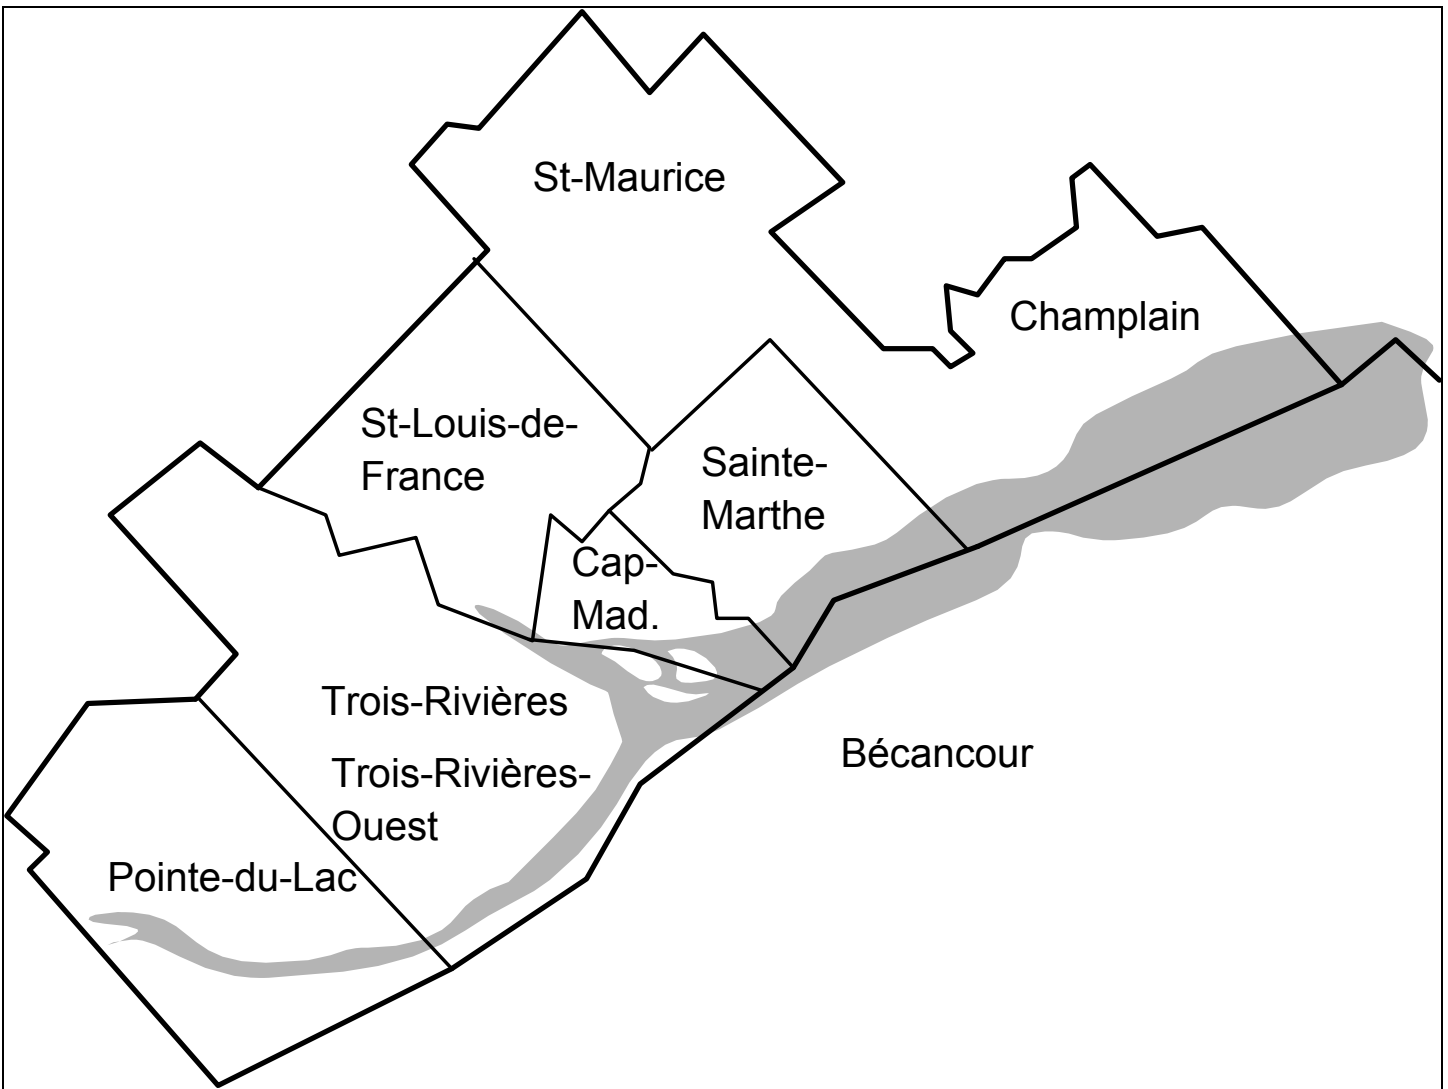 St-Maurice
Champlain
St-Louis-de-
France
Sainte-
Marthe
Cap-
Mad.
Trois-Rivières
Bécancour
Trois-Rivières-
Ouest
Pointe-du-Lac